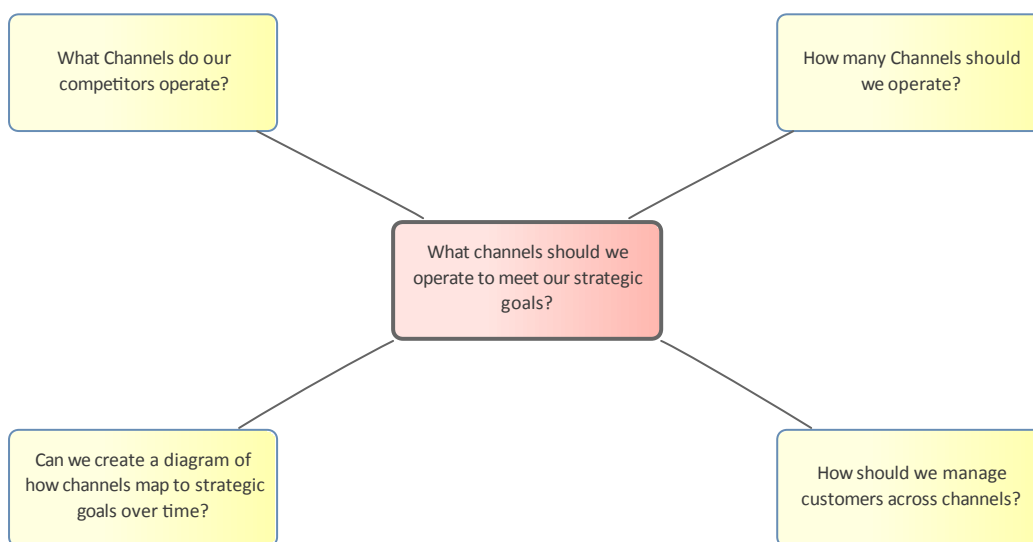 What Channels do our
competitors operate?
How many Channels should
we operate?
What channels should we
operate to meet our strategic
goals?
Can we create a diagram of
how channels map to strategic
goals over time?
How should we manage
customers across channels?